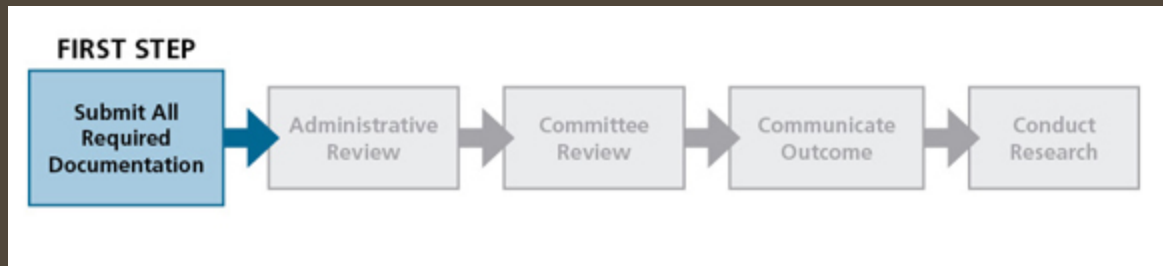 FIRST STEP
Submit All
Required
Documentation
Administrative
Review
Committee
Review
Communicate
Outcome
Conduct
Research